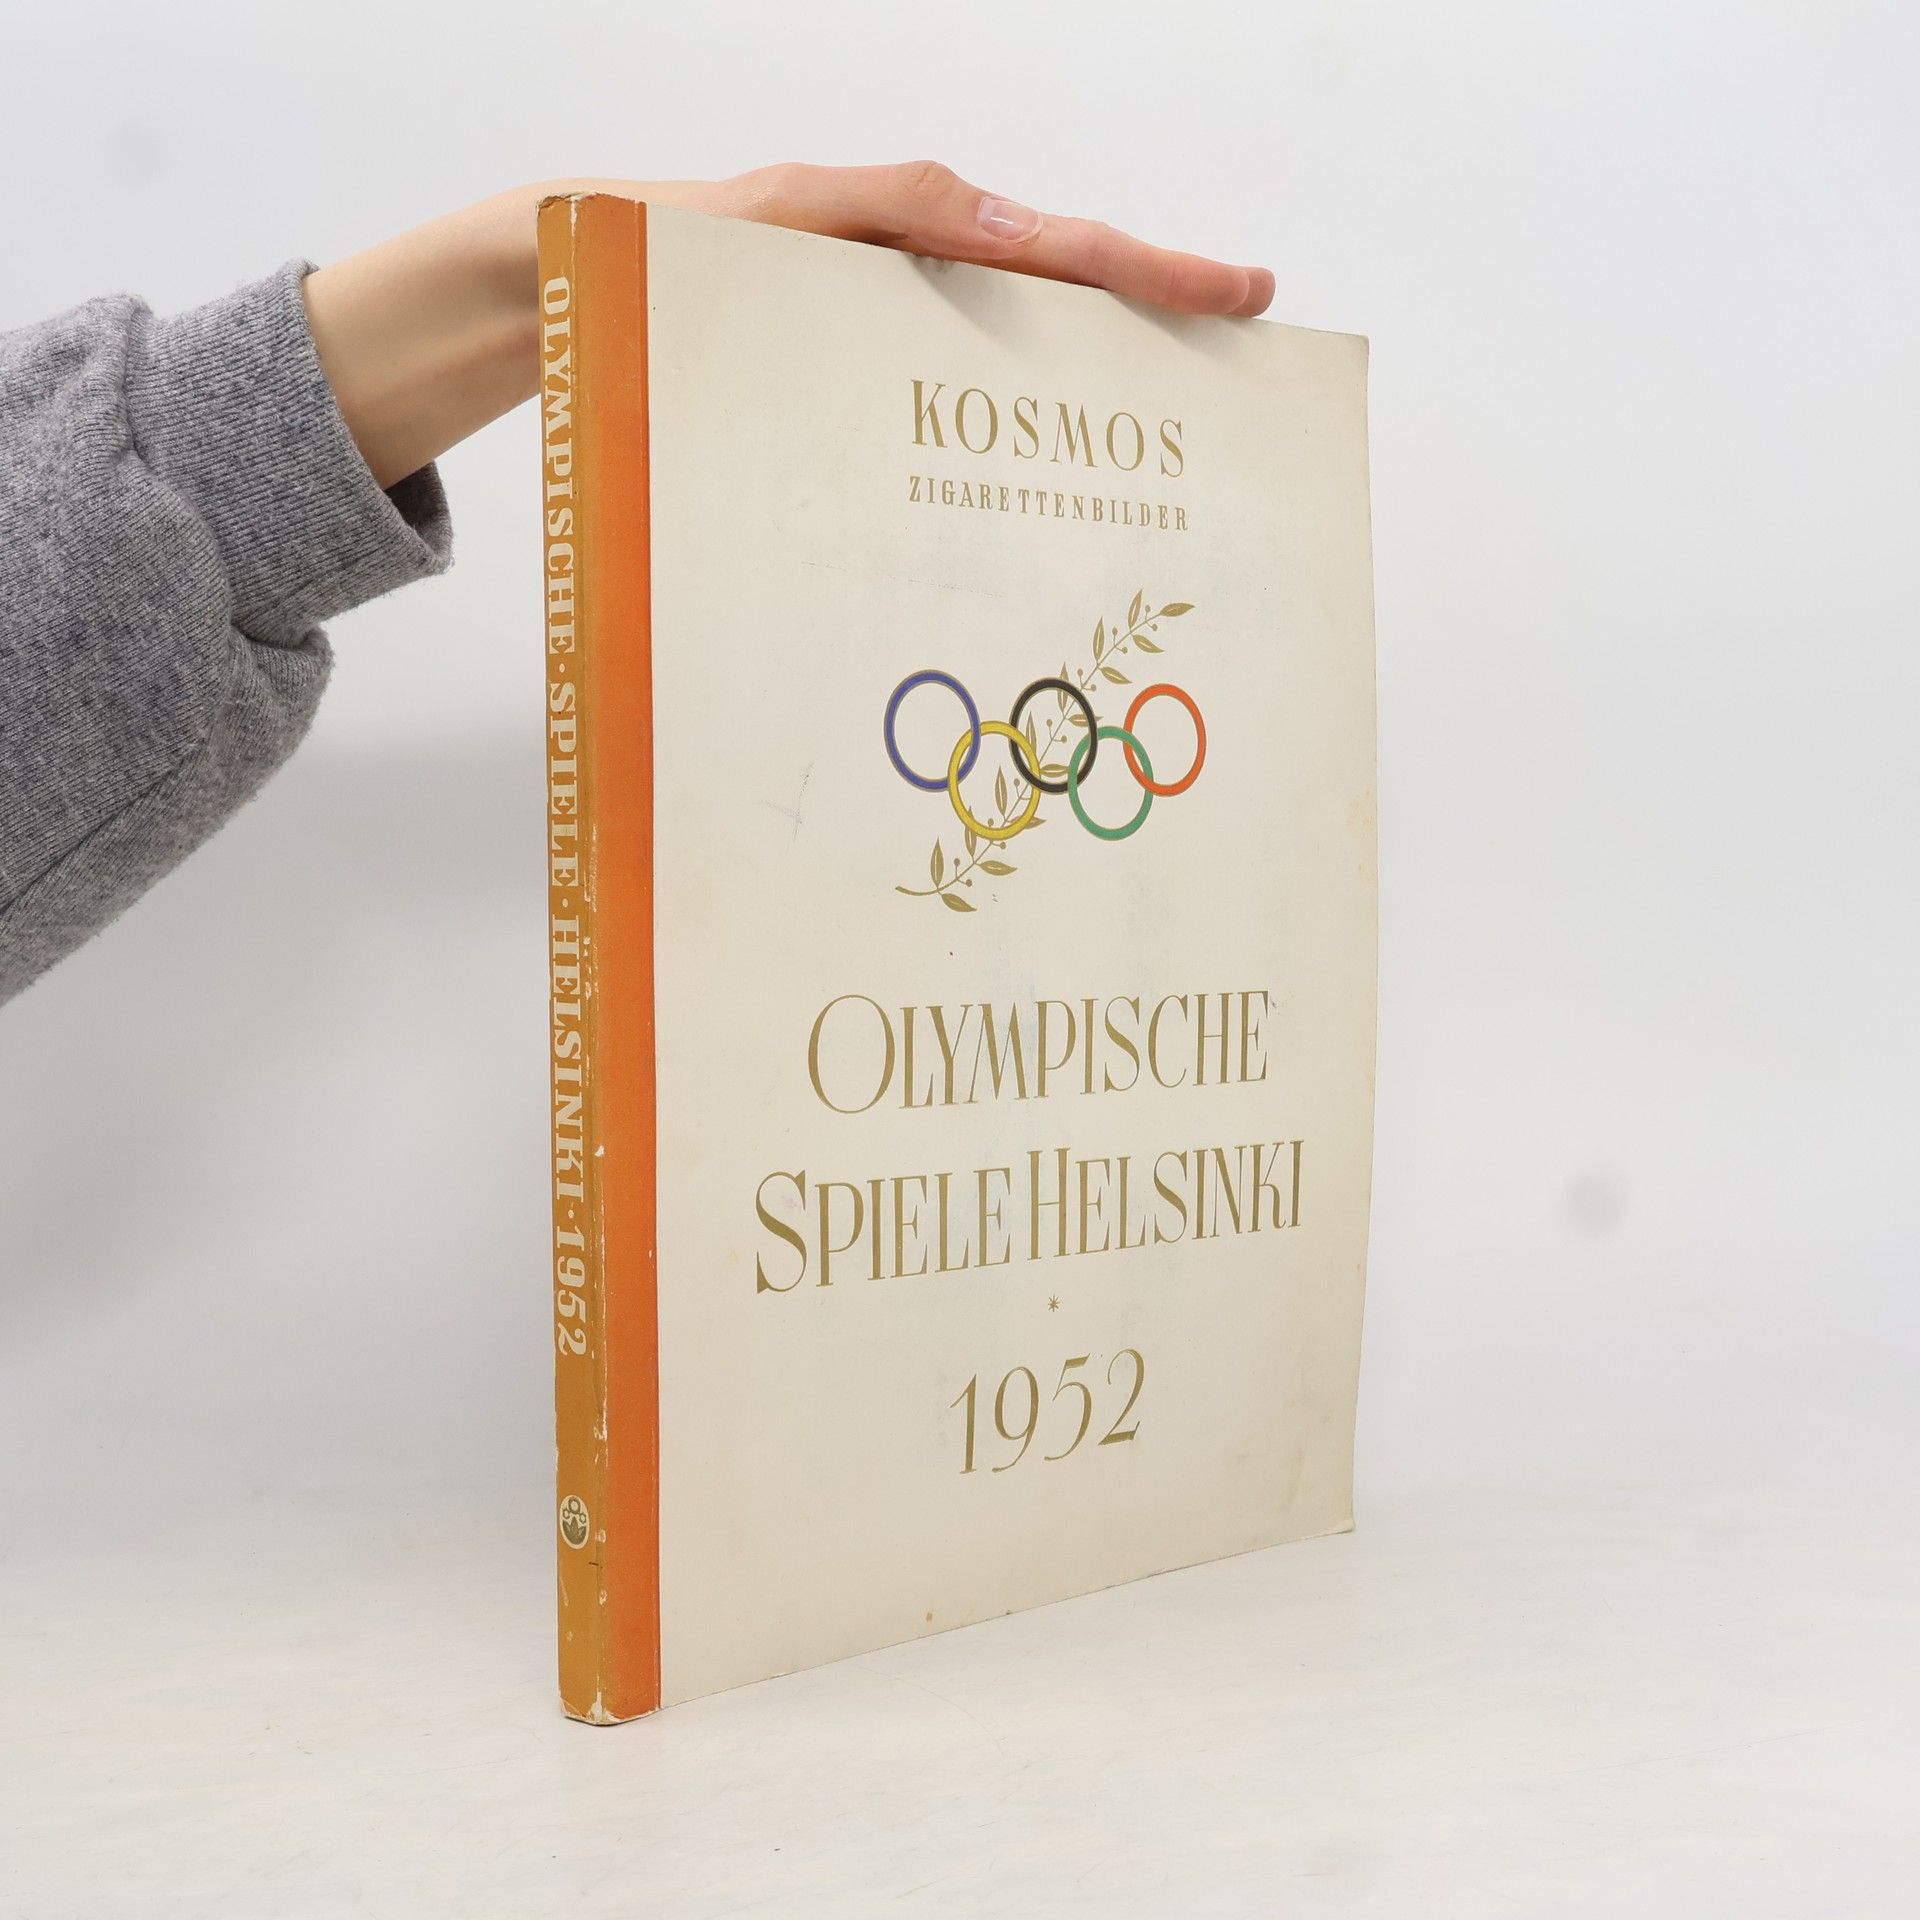 OLYMPISCHE·SPIELE·HELSINKI·1952
KOSMOS
ZIGARETTENBILDER
OLYMPISCHE
SPIELE HELSINKI
*
1952